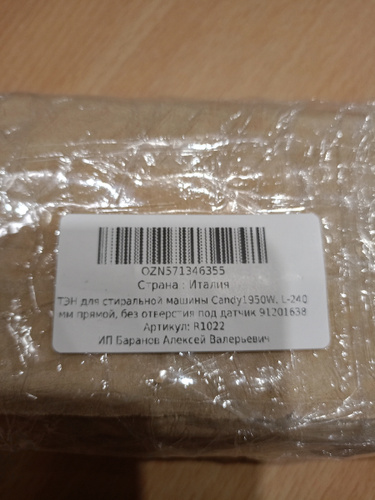 OZN571346355
Страна : Италия
ТЭН для стиральной машины Candy1950W, L-240
мм прямой, без отверстия под датчик 91201638
Артикул: R1022
ИП Баранов Алексей Валерьевич